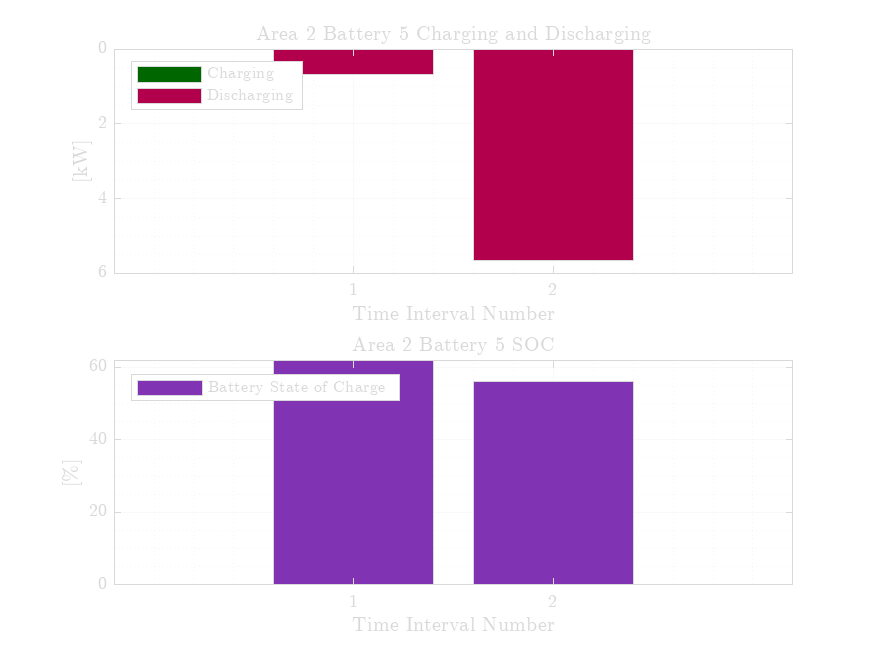 Area 2 Battery 5 Charging and Discharging
0
Charging
Discharging
2
[kW]
4
6
1 2
Time Interval Number
Area 2 Battery 5 SOC
60
Battery State of Charge
40
[%]
20
0
1 2
Time Interval Number